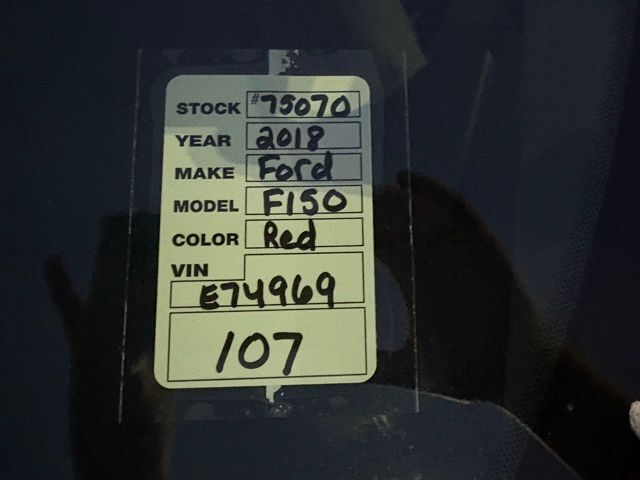 STOCK #75070
YEAR 2018
MAKE Ford
MODEL F150
COLOR Red
VIN
E74969
107